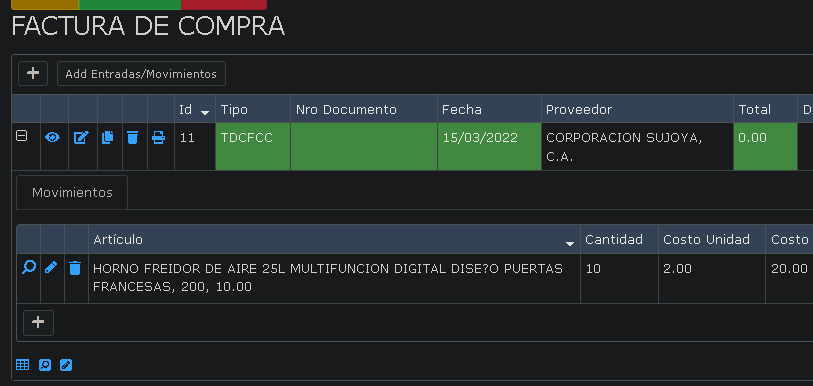 FACTURA DE COMPRA
Add Entradas/Movimientos
Id Tipo Nro Documento Fecha Proveedor Total D
11 TDCFCC 15/03/2022 CORPORACION SUJOYA, 0.00
C.A.
Movimientos
Artículo Cantidad Costo Unidad Costo
HORNO FREIDOR DE AIRE 25L MULTIFUNCION DIGITAL DISE?O PUERTAS 10 2.00 20.00
FRANCESAS, 200, 10.00